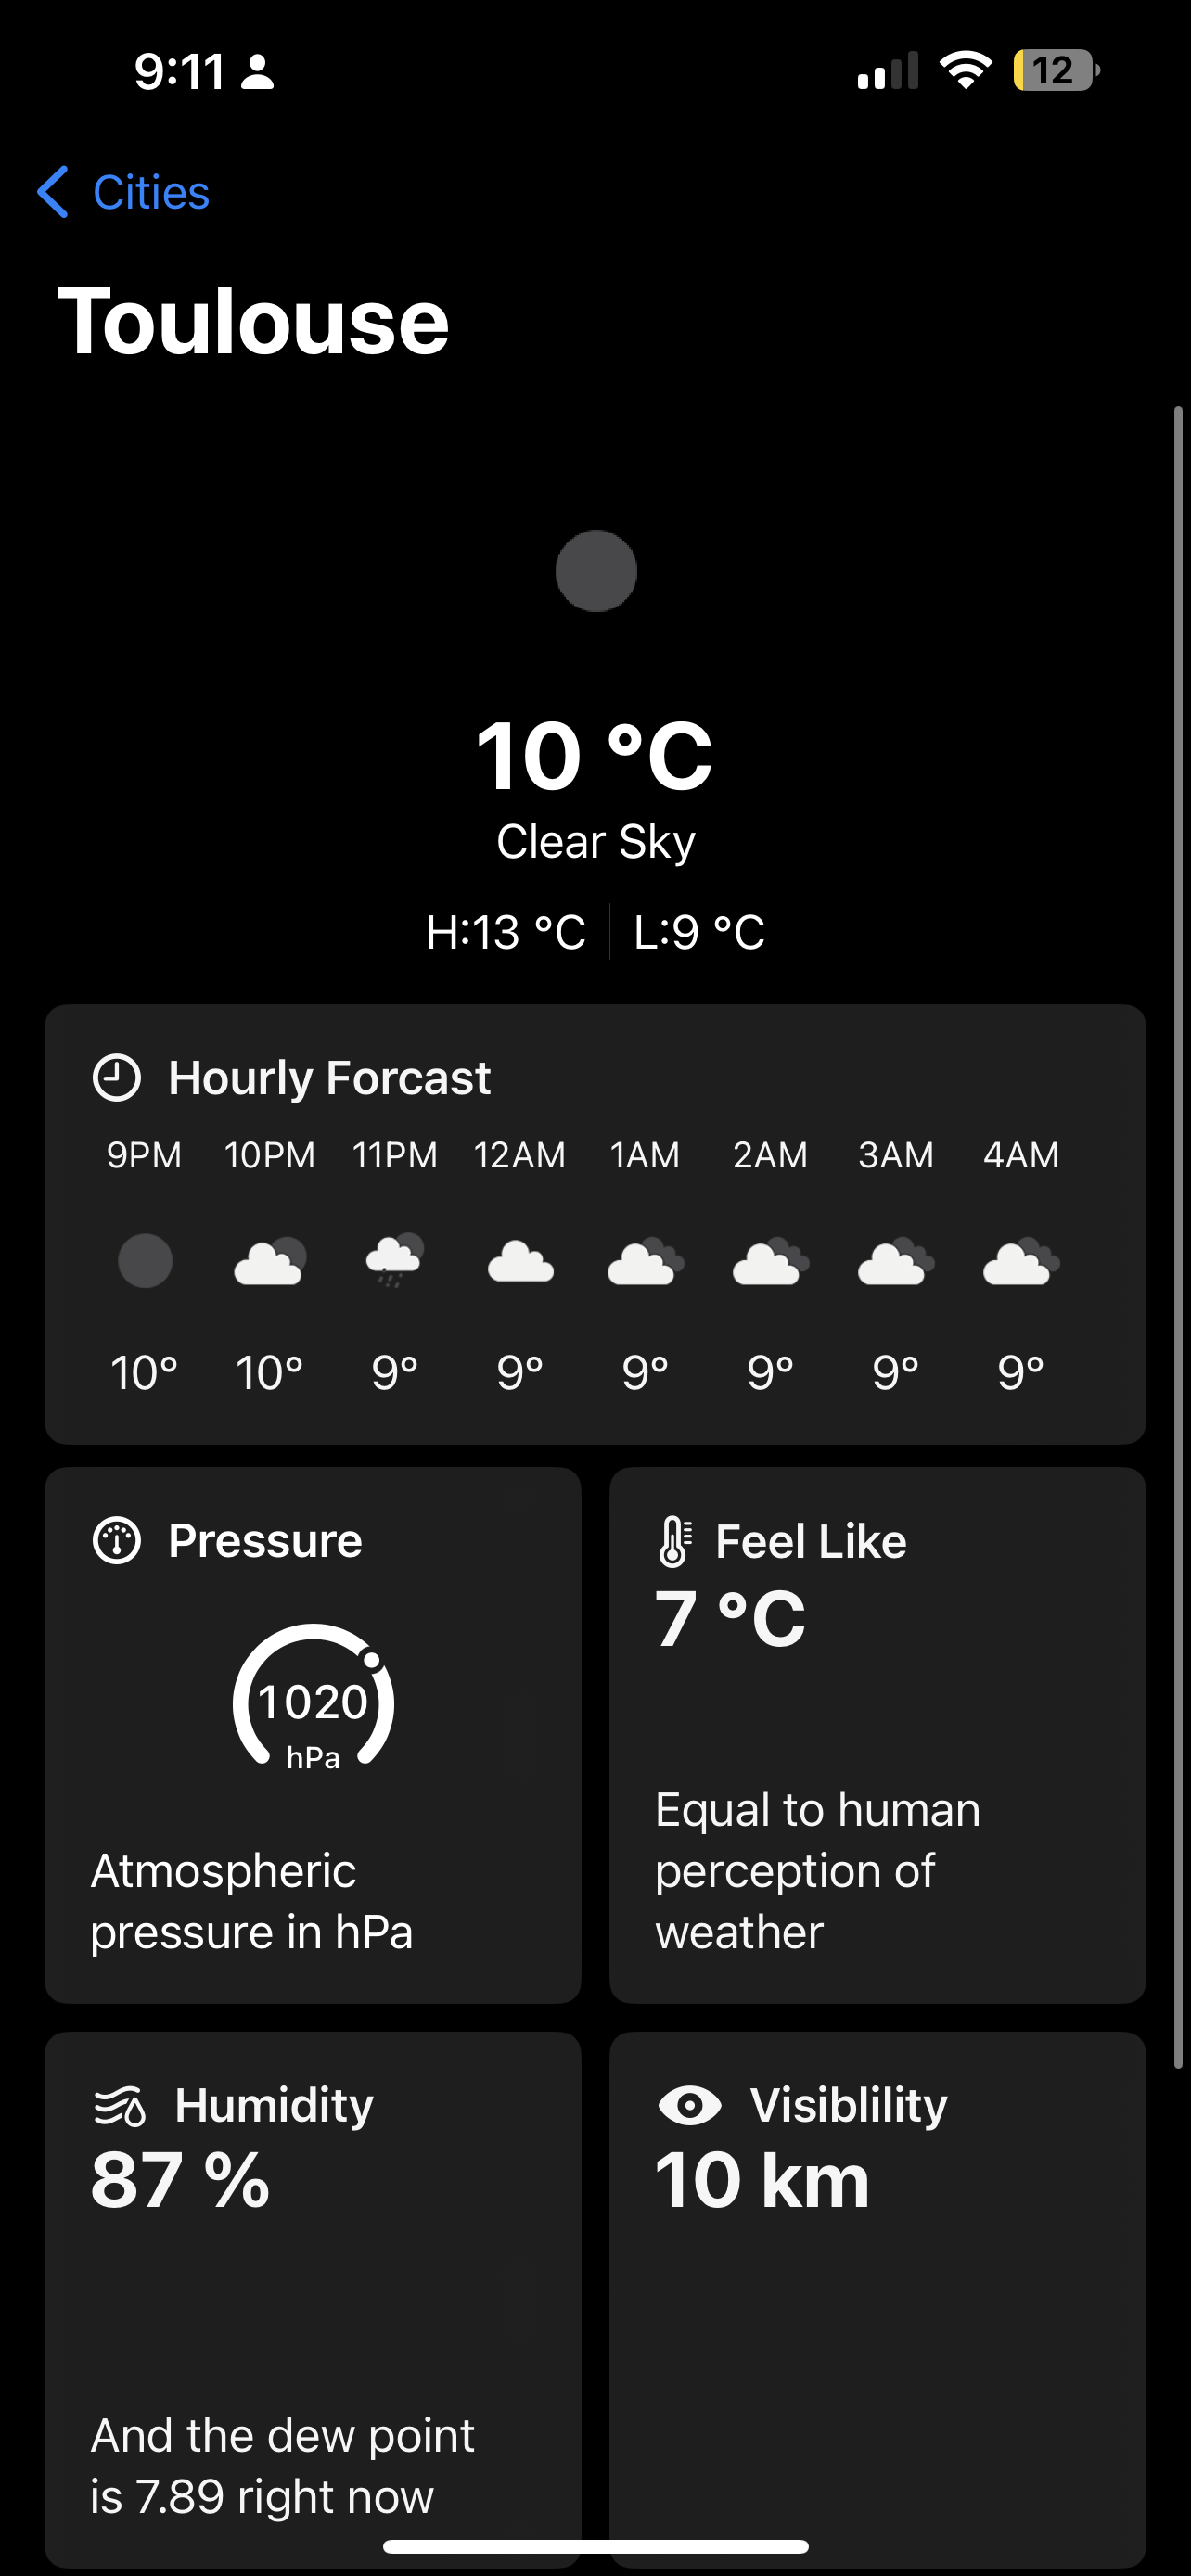 9:11
12
Cities
Toulouse
10 °C
Clear Sky
H:13 °C L:9 °C
Hourly Forcast
9PM 10PM 11PM 12AM 1AM 2AM 3AM 4AM
10° 10° 9° 9° 9° 9° 9° 9°
Pressure
1 020
hPa
Atmospheric
pressure in hPa
Feel Like
7 °C
Equal to human
perception of
weather
Humidity
87 %
And the dew point
is 7.89 right now
Visiblility
10 km